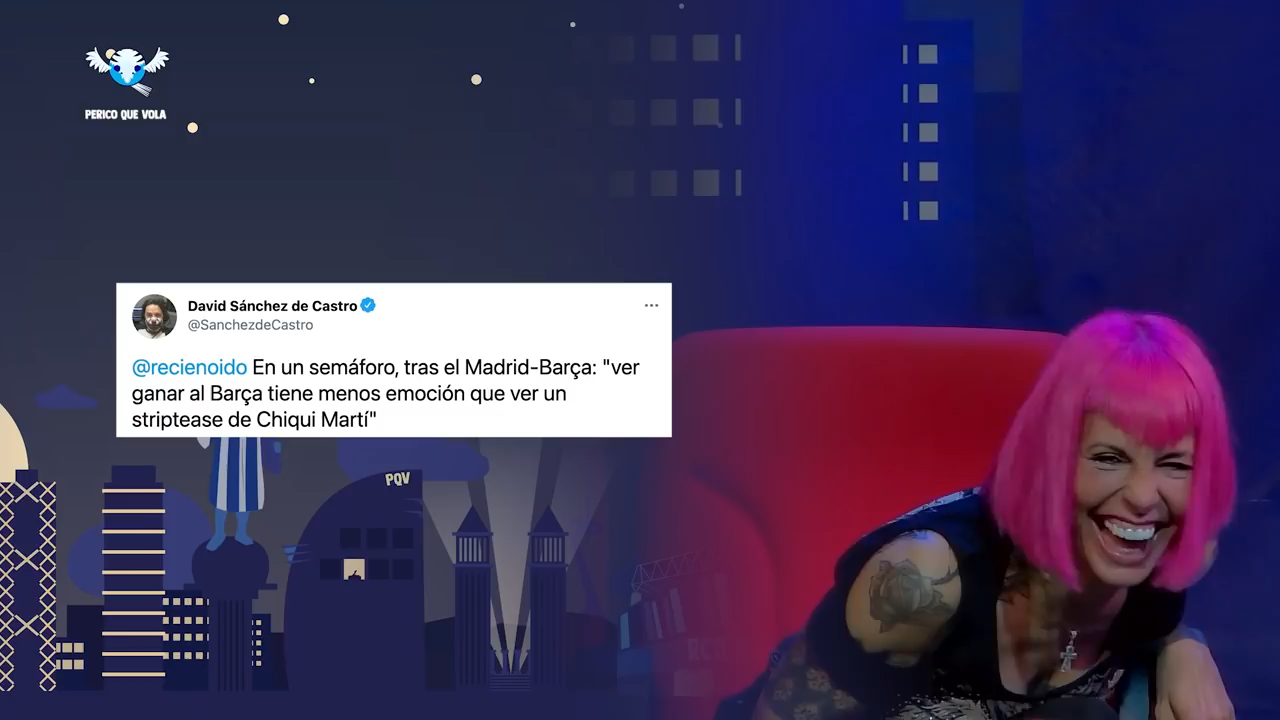 PERICO QUE VOLA
David Sánchez de Castro
@SanchezdeCastro
@recienoido En un semáforo, tras el Madrid-Barça: "ver
ganar al Barça tiene menos emoción que ver un
striptease de Chiqui Martí"
PQV